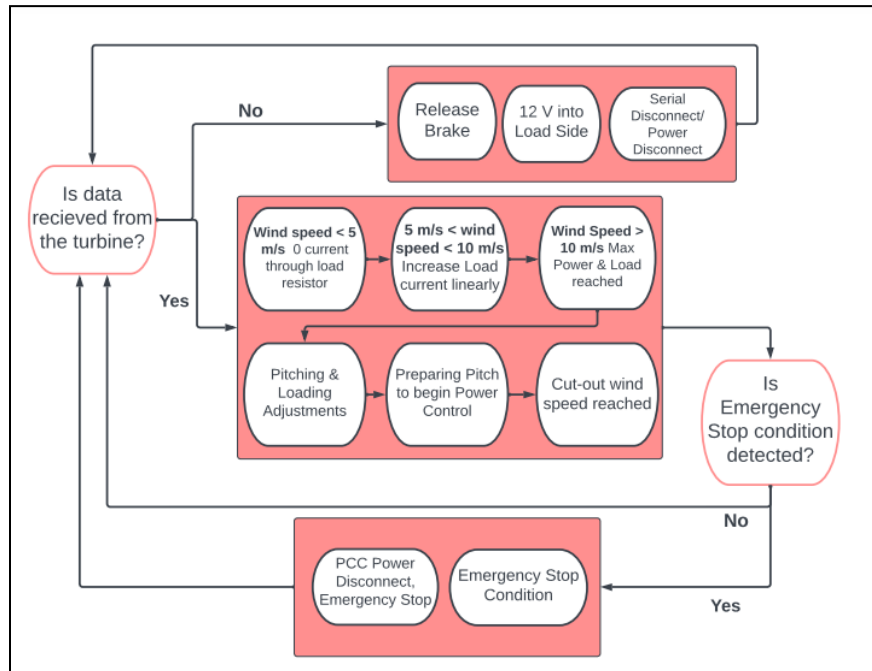 No
Release
Brake
12 V into
Load Side
Serial
Disconnect/
Power
Disconnect
Is data
recieved from
the turbine?
Yes
Wind speed < 5
m/s 0 current
through load
resistor
5 m/s < wind
speed < 10 m/s
Increase Load
current linearly
Wind Speed >
10 m/s Max
Power & Load
reached
Pitching &
Loading
Adjustments
Preparing Pitch
to begin Power
Control
Cut-out wind
speed reached
Is
Emergency
Stop condition
detected?
No
Yes
PCC Power
Disconnect,
Emergency Stop
Emergency Stop
Condition